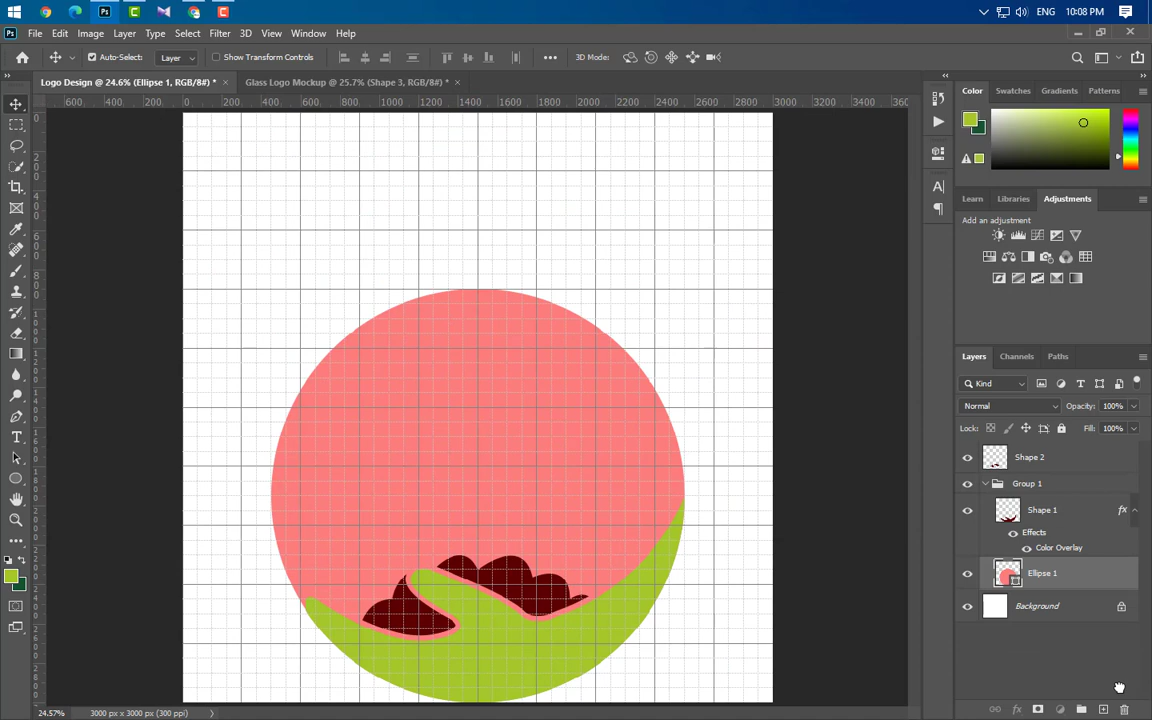 ENG 10:08 PM
File Edit Image Layer Type Select Filter 3D View Window Help
Auto-Select: Layer Show Transform Controls 3D Mode:
Logo Design @ 24.6% (Ellipse 1, RGB/8#) * × Glass Logo Mockup @ 25.7% (Shape 3, RGB/8#) * ×
600 400 200 0 200 400 600 800 1000 1200 1400 1600 1800 2000 2200 2400 2600 2800 3000 3200 3400
Color Swatches Gradients Patterns
Learn Libraries Adjustments
Add an adjustment
Layers Channels Paths
Kind
Normal Opacity: 100%
Lock: Fill: 100%
Shape 2
Group 1
Shape 1 fx
Effects
Color Overlay
Ellipse 1
Background
24.57% 3000 px x 3000 px (300 ppi)